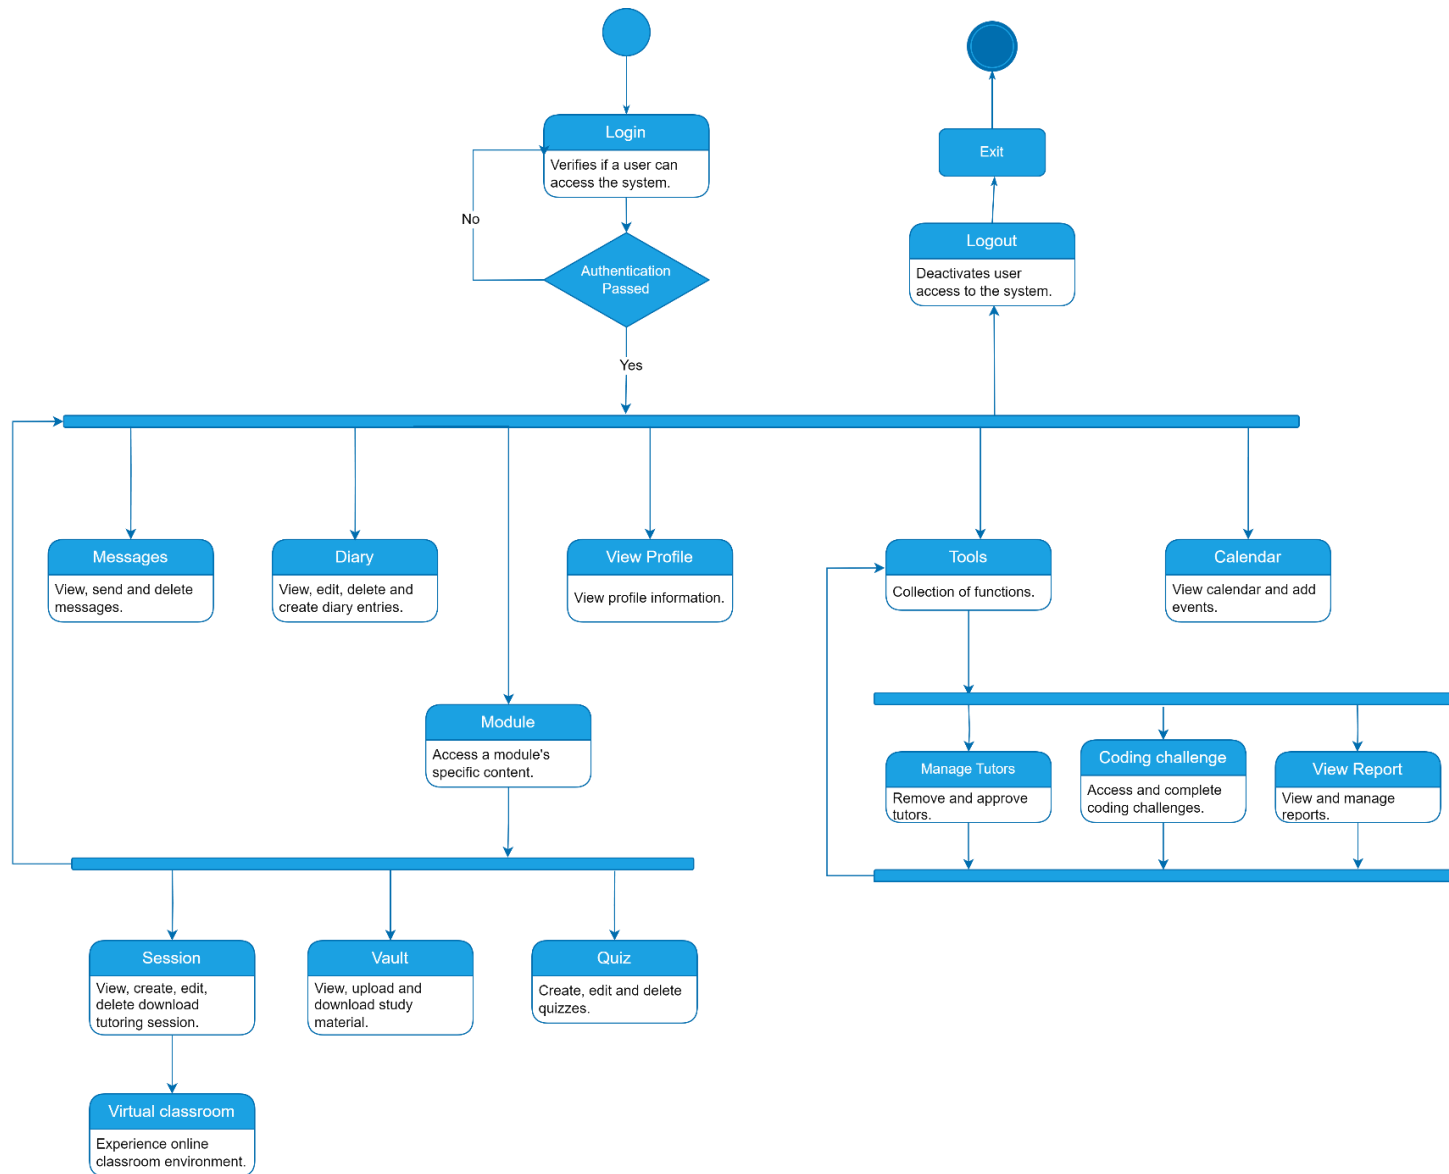 Login
Verifies if a user can
access the system.
Exit
No
Logout
Deactivates user
access to the system.
Authentication
Passed
Yes
Messages
View, send and delete
messages.
Diary
View, edit, delete and
create diary entries.
View Profile
View profile information.
Tools
Collection of functions.
Calendar
View calendar and add
events.
Module
Access a module's
specific content.
Manage Tutors
Remove and approve
tutors.
Coding challenge
Access and complete
coding challenges.
View Report
View and manage
reports.
Session
View, create, edit,
delete download
tutoring session.
Vault
View, upload and
download study
material.
Quiz
Create, edit and delete
quizzes.
Virtual classroom
Experience online
classroom environment.